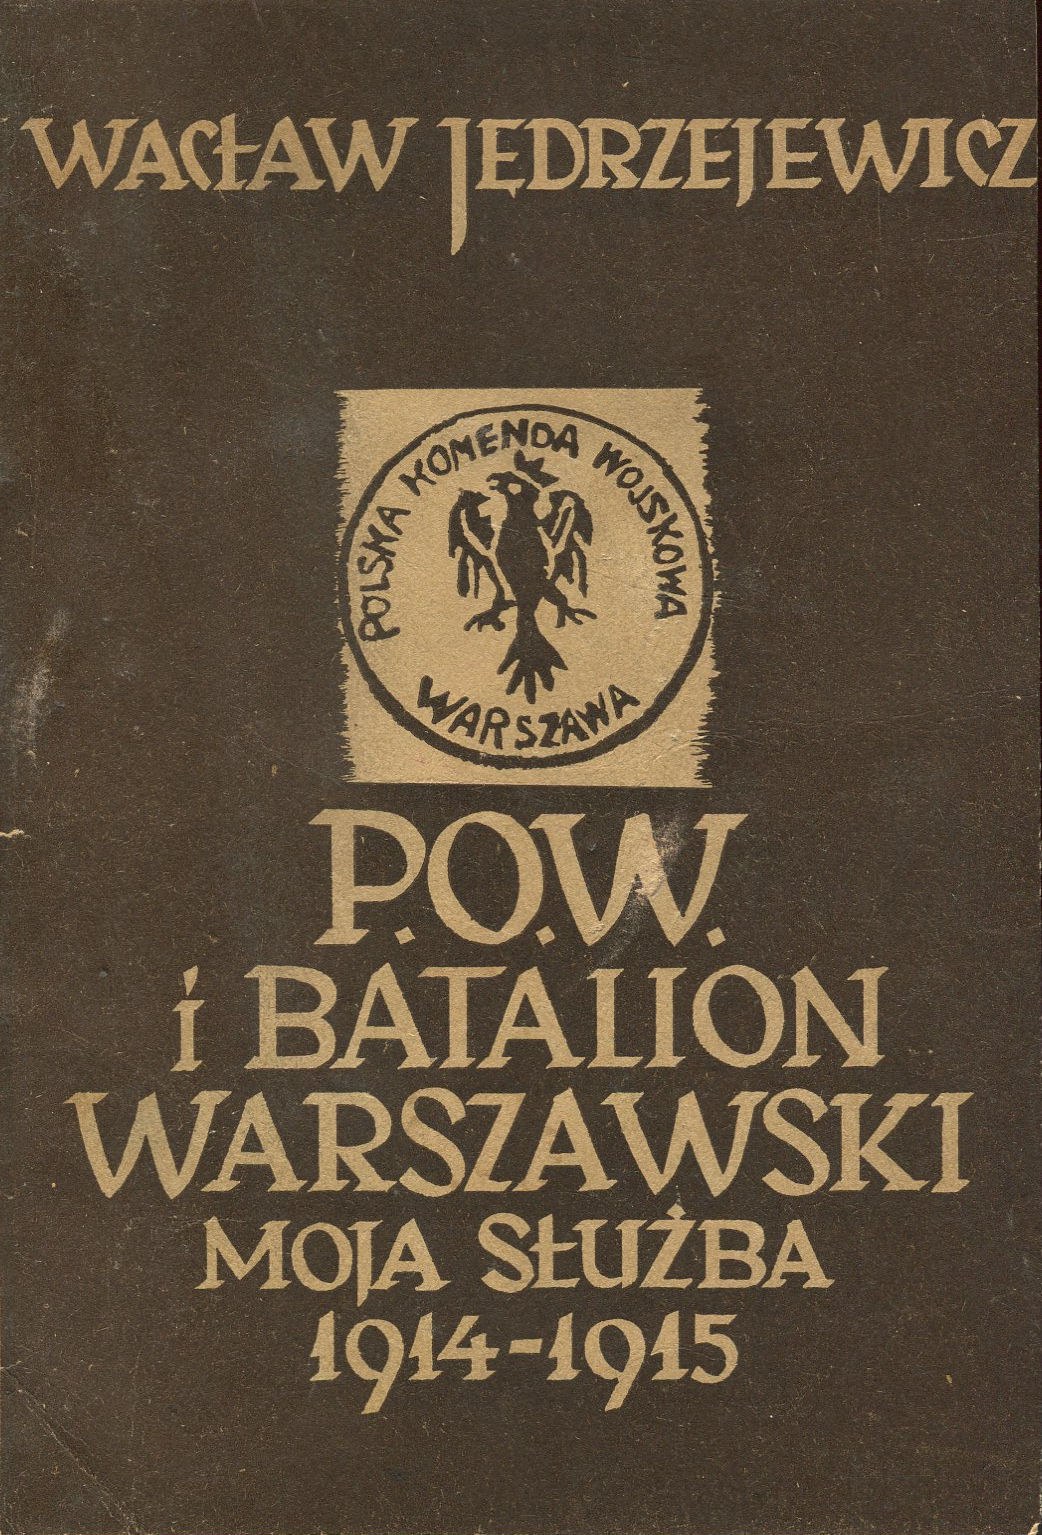 WACŁAW JĘDRZEJEWICZ
POLSKA KOMENDA WOJSKOWA
WARSZAWA
P.O.W.
i BATALION
WARSZAWSKI
MOJA SŁUŻBA
1914-1915